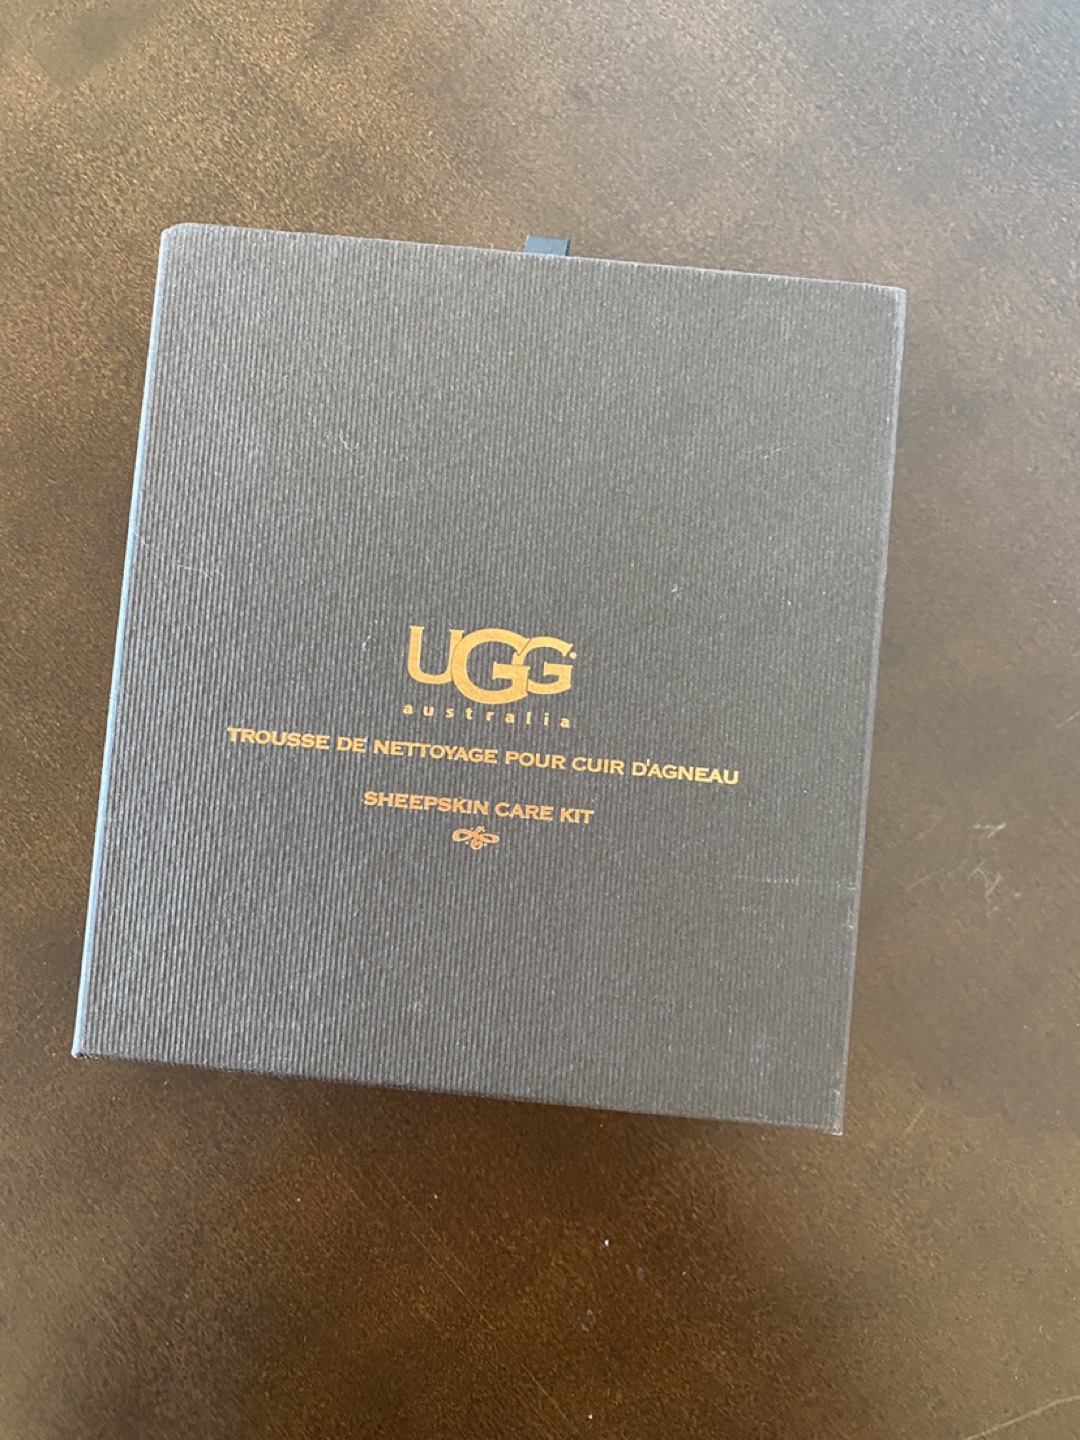 UGG
australia
TROUSSE DE NETTOYAGE POUR CUIR D'AGNEAU
SHEEPSKIN CARE KIT